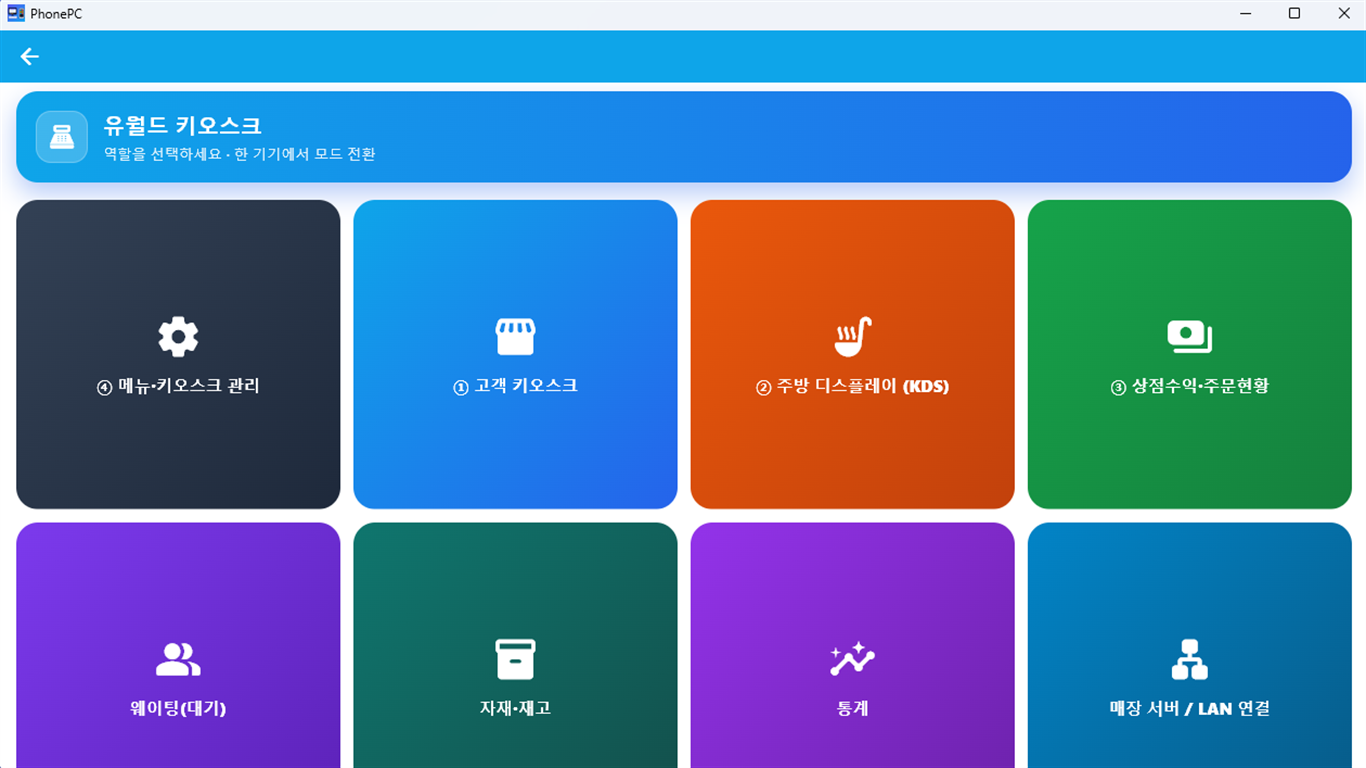 PhonePC
유월드 키오스크
역할을 선택하세요 · 한 기기에서 모드 전환
④ 메뉴·키오스크 관리
① 고객 키오스크
② 주방 디스플레이 (KDS)
③ 상점수익·주문현황
웨이팅(대기)
자재·재고
통계
매장 서버 / LAN 연결